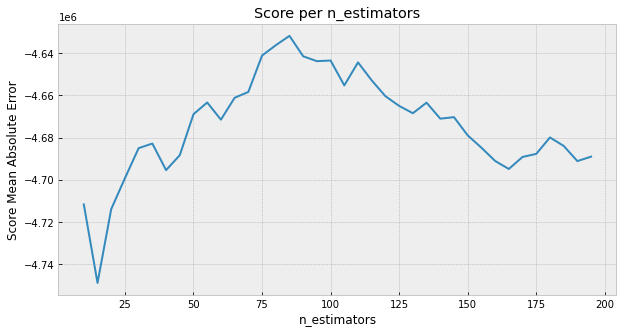 Score per n_estimators
1e6
−4.64
−4.66
−4.68
−4.70
−4.72
−4.74
Score Mean Absolute Error
25 50 75 100 125 150 175 200
n_estimators